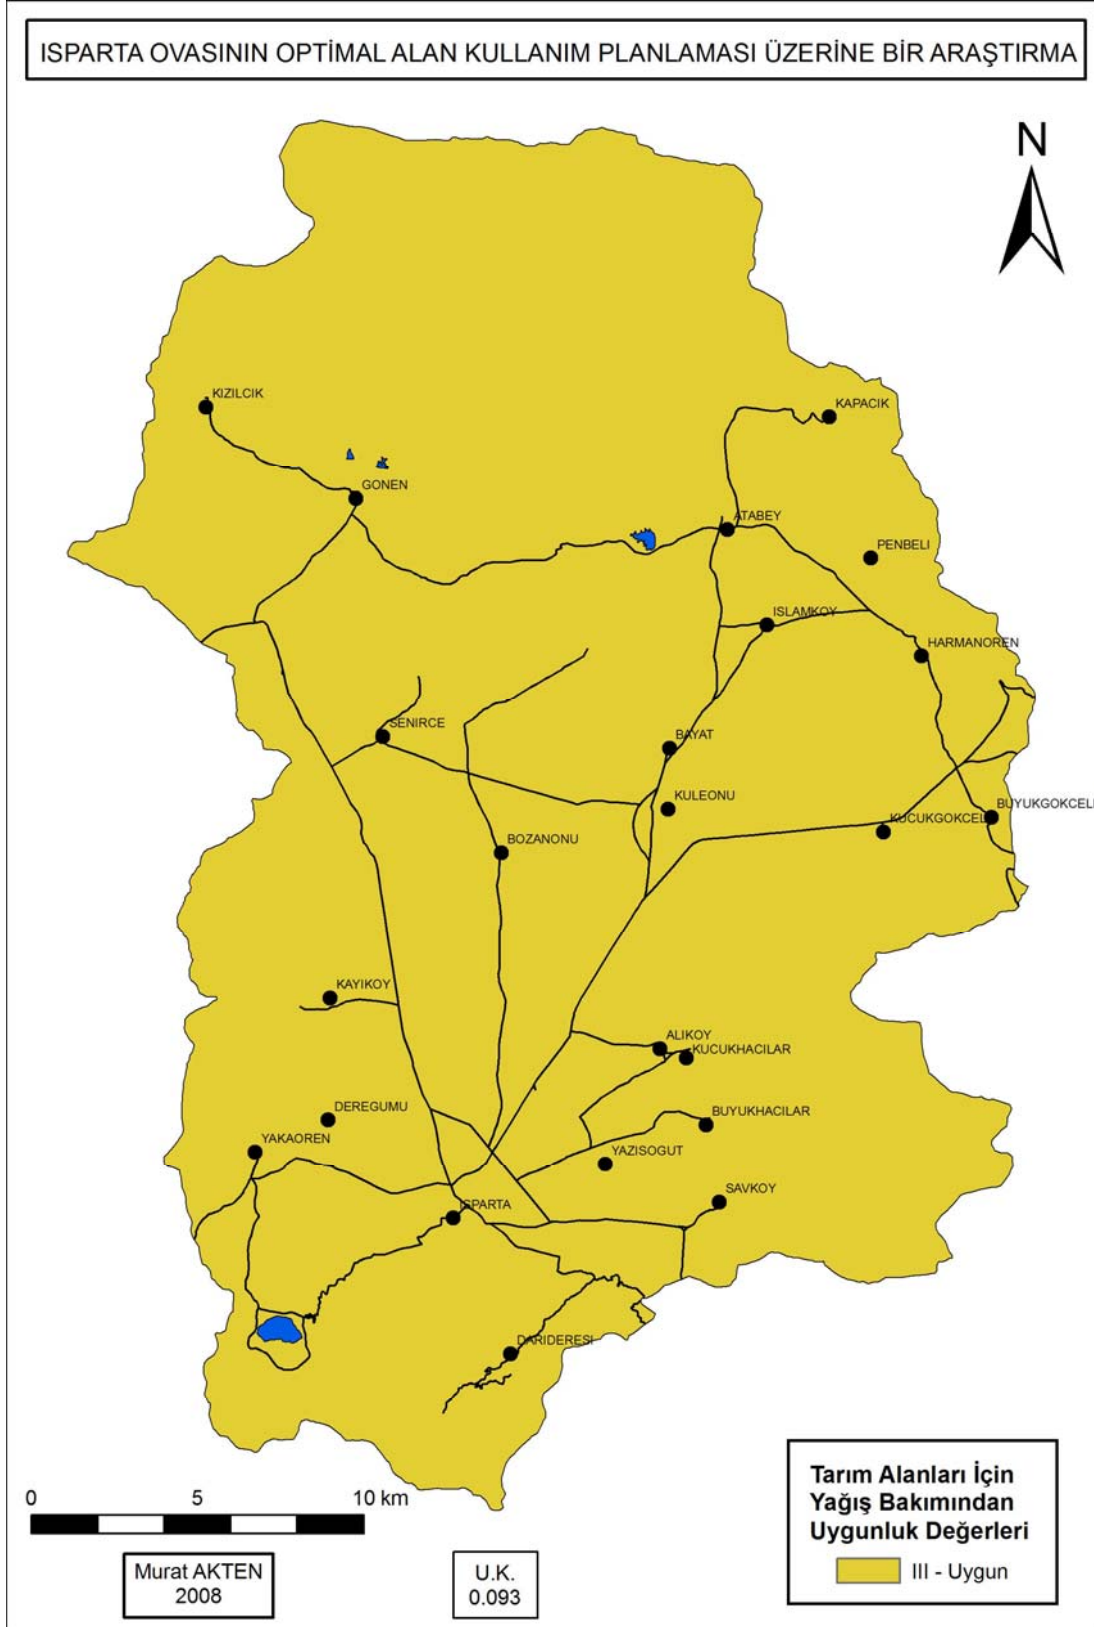 ISPARTA OVASININ OPTİMAL ALAN KULLANIM PLANLAMASI ÜZERİNE BİR ARAŞTIRMA
N
KIZILCIK
KAPACIK
GONEN
ATABEY
PENBELI
ISLAMKOY
HARMANOREN
SENIRCE
BAYAT
KULEONU
BUYUKGOKCELI
KUCUKGOKCELI
BOZANONU
KAYIKOY
ALIKOY
KUCUKHACILAR
DEREGUMU
BUYUKHACILAR
YAKAOREN
YAZISOGUT
SAVKOY
ISPARTA
DARIDERESI
0 5 10 km
Murat AKTEN
2008
U.K.
0.093
Tarım Alanları İçin
Yağış Bakımından
Uygunluk Değerleri
III - Uygun